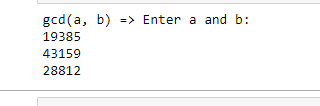 gcd(a, b) => Enter a and b:
19385
43159
28812